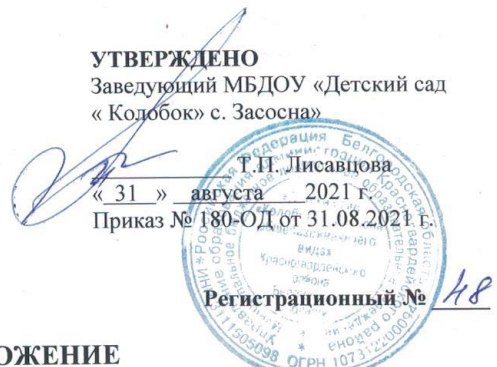 УТВЕРЖДЕНО
Заведующий МБДОУ «Детский сад
« Колобок» с. Засосна»
Т.П. Лисавцова
« 31 » августа 2021 г.
Приказ № 180-ОД от 31.08.2021 г.
Регистрационный № 48
ОЖЕНИЕ